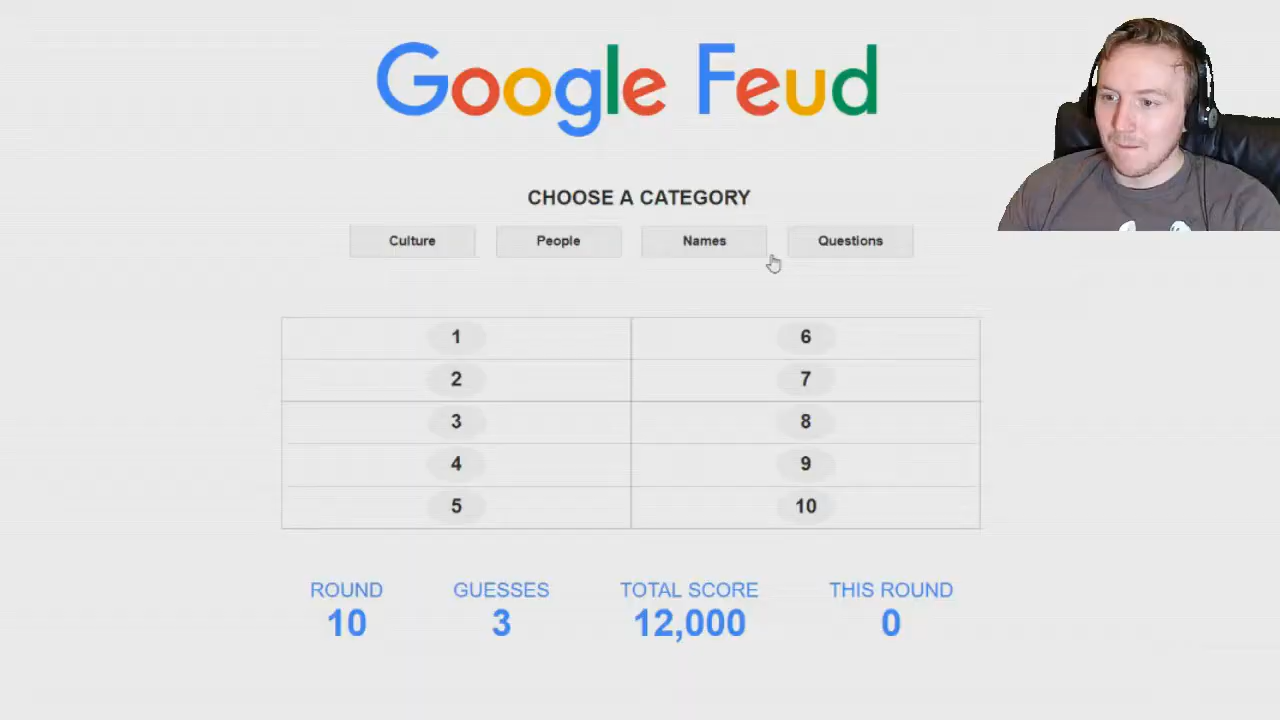 Google Feud
CHOOSE A CATEGORY
Culture People Names Questions
1 6
2 7
3 8
4 9
5 10
ROUND GUESSES TOTAL SCORE THIS ROUND
10 3 12,000 0